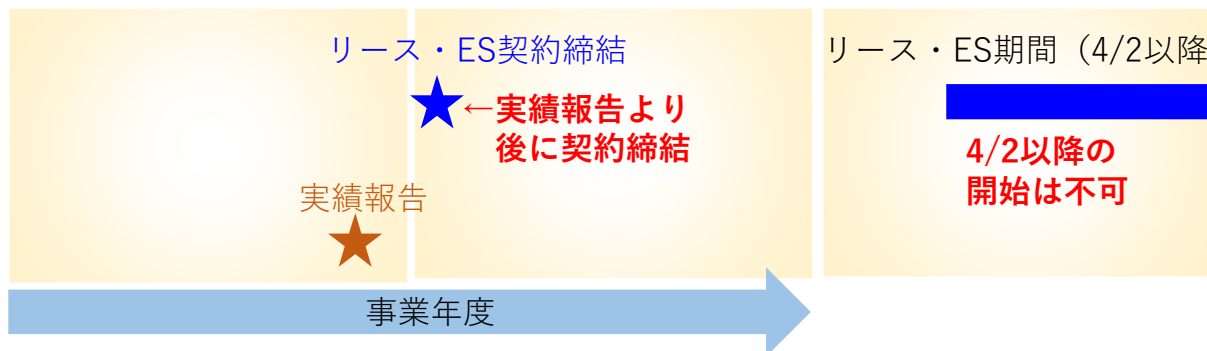 リース・ES契約締結
←実績報告より
後に契約締結
実績報告
事業年度
リース・ES期間（4/2以降
4/2以降の
開始は不可